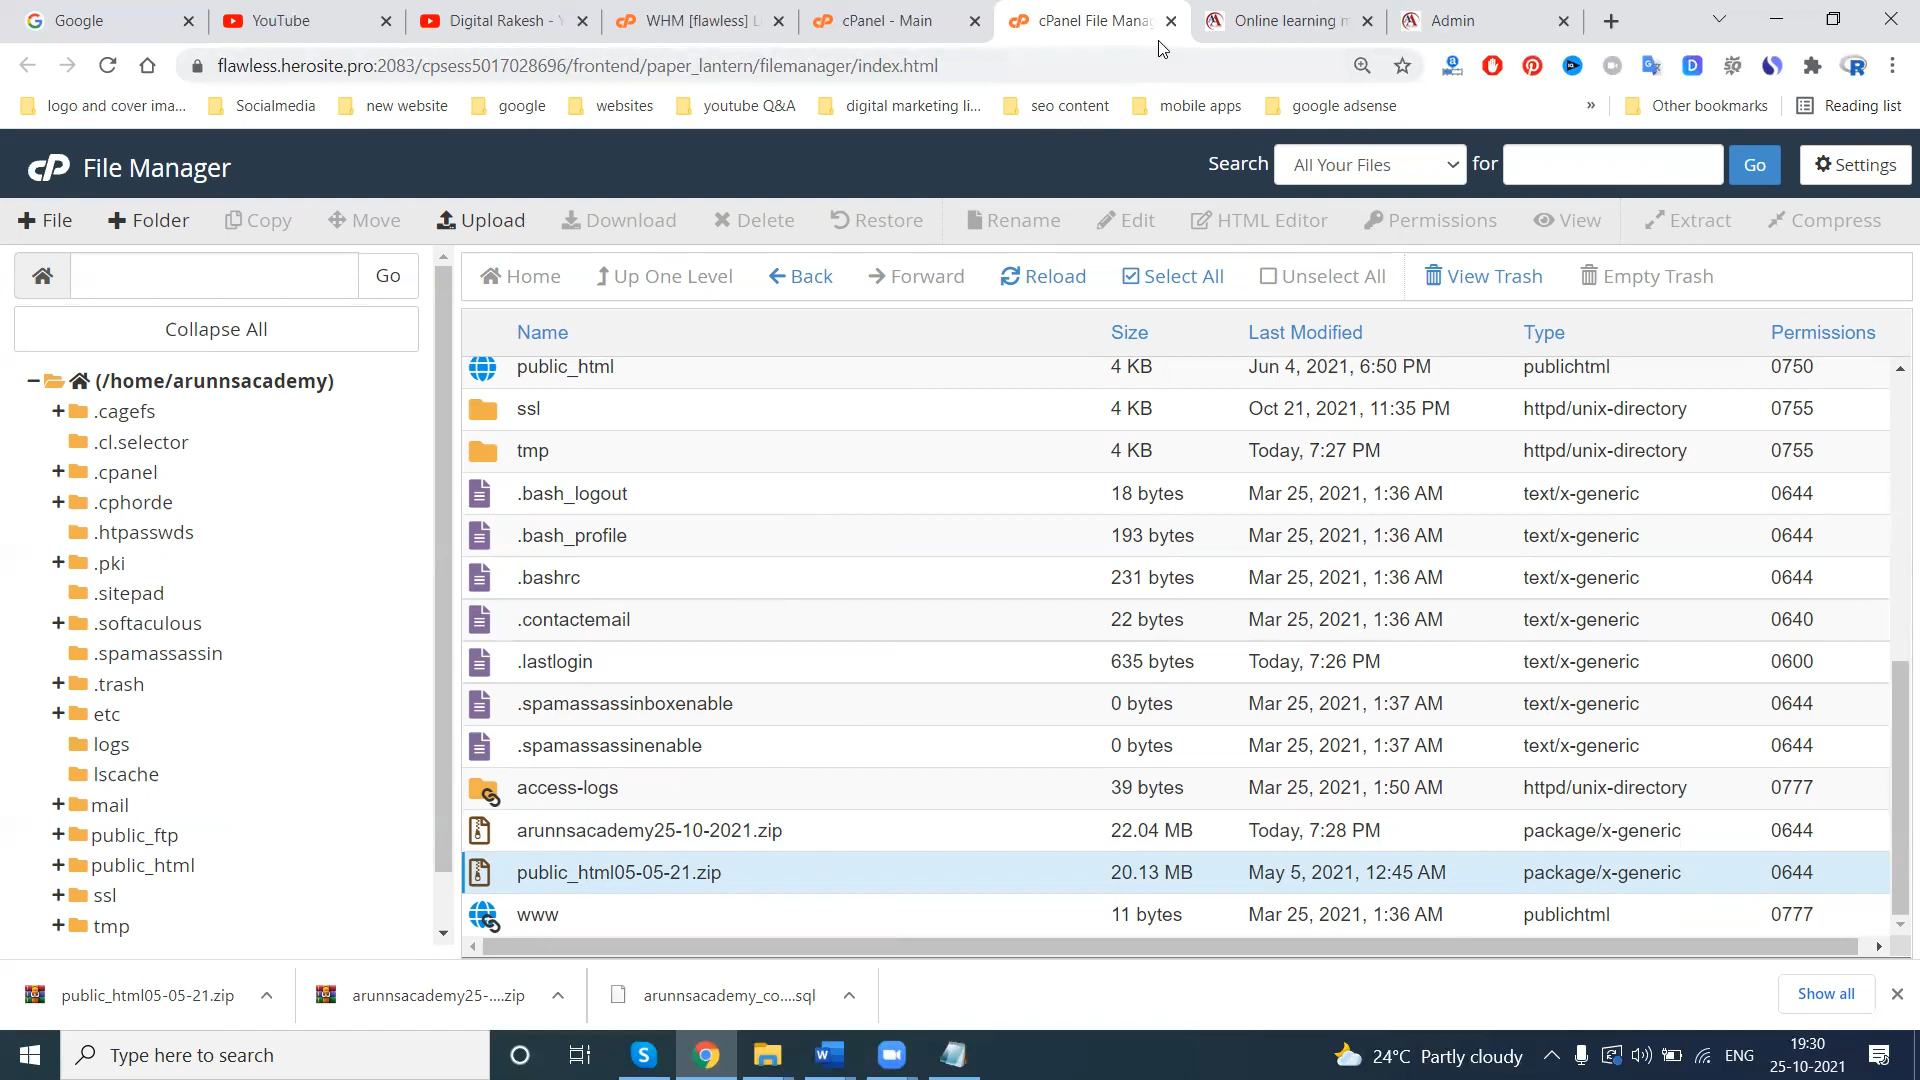 Google
YouTube
Digital Rakesh - Y
WHM [flawless] L
cPanel - Main
cPanel File Manag
Online learning m
Admin
flawless.herosite.pro:2083/cpsess5017028696/frontend/paper_lantern/filemanager/index.html
logo and cover ima...
Socialmedia
new website
google
websites
youtube Q&A
digital marketing li...
seo content
mobile apps
google adsense
»
Other bookmarks
Reading list
cP File Manager
Search
All Your Files
for
Go
Settings
File
Folder
Copy
Move
Upload
Download
Delete
Restore
Rename
Edit
HTML Editor
Permissions
View
Extract
Compress
Go
Home
Up One Level
Back
Forward
Reload
Select All
Unselect All
View Trash
Empty Trash
Collapse All
(/home/arunnsacademy)
.cagefs
.cl.selector
.cpanel
.cphorde
.htpasswds
.pki
.sitepad
.softaculous
.spamassassin
.trash
etc
logs
lscache
mail
public_ftp
public_html
ssl
tmp
Name Size Last Modified Type Permissions
public_html 4 KB Jun 4, 2021, 6:50 PM publichtml 0750
ssl 4 KB Oct 21, 2021, 11:35 PM httpd/unix-directory 0755
tmp 4 KB Today, 7:27 PM httpd/unix-directory 0755
.bash_logout 18 bytes Mar 25, 2021, 1:36 AM text/x-generic 0644
.bash_profile 193 bytes Mar 25, 2021, 1:36 AM text/x-generic 0644
.bashrc 231 bytes Mar 25, 2021, 1:36 AM text/x-generic 0644
.contactemail 22 bytes Mar 25, 2021, 1:36 AM text/x-generic 0640
.lastlogin 635 bytes Today, 7:26 PM text/x-generic 0600
.spamassassinboxenable 0 bytes Mar 25, 2021, 1:37 AM text/x-generic 0644
.spamassassinenable 0 bytes Mar 25, 2021, 1:37 AM text/x-generic 0644
access-logs 39 bytes Mar 25, 2021, 1:50 AM httpd/unix-directory 0777
arunnsacademy25-10-2021.zip 22.04 MB Today, 7:28 PM package/x-generic 0644
public_html05-05-21.zip 20.13 MB May 5, 2021, 12:45 AM package/x-generic 0644
www 11 bytes Mar 25, 2021, 1:36 AM publichtml 0777
public_html05-05-21.zip
arunnsacademy25-....zip
arunnsacademy_co....sql
Show all
Type here to search
24°C Partly cloudy
ENG
19:30
25-10-2021